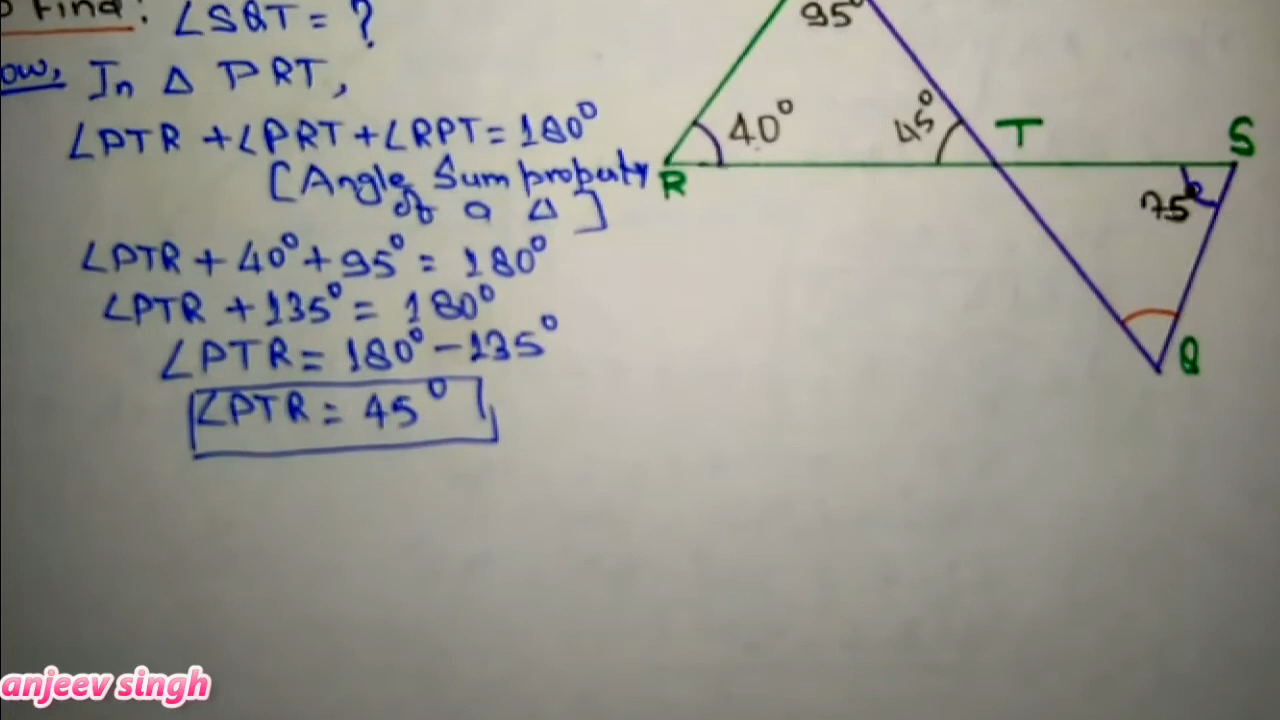 Find: ∠SQT = ?
ow, In △ PRT,
∠PTR + ∠PRT + ∠RPT = 180°
[Angle Sum property
of a △]
∠PTR + 40° + 95° = 180°
∠PTR + 135° = 180°
∠PTR = 180° - 135°
∠PTR = 45°
95°
40°
45°
T
S
R
75°
Q
anjeev singh